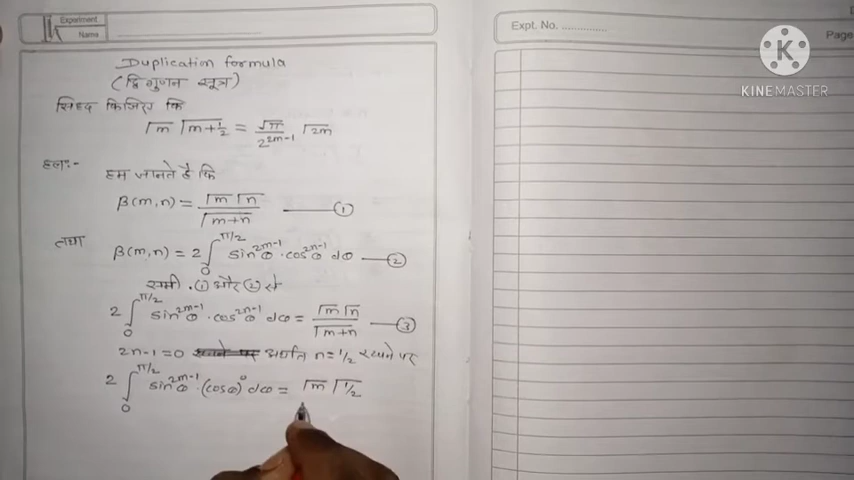 Experiment
Name
Expt. No. ..............
Page
KINEMASTER
Duplication formula
(द्विगुणन सूत्र)
सिद्ध किजिए कि
Γm Γm+1/2 = √π/2^(2m-1) Γ2m
हल:-
हम जानते है कि
β(m,n) = Γm Γn / Γm+n —— ①
तथा
β(m,n) = 2 ∫₀^(π/2) sin^(2m-1)θ · cos^(2n-1)θ dθ —— ②
समी. ① और ② से
2 ∫₀^(π/2) sin^(2m-1)θ · cos^(2n-1)θ dθ = Γm Γn / Γm+n —— ③
2n-1=0 अर्थात n=1/2 रखने पर
2 ∫₀^(π/2) sin^(2m-1)θ · (cosθ)^0 dθ = Γm Γ1/2